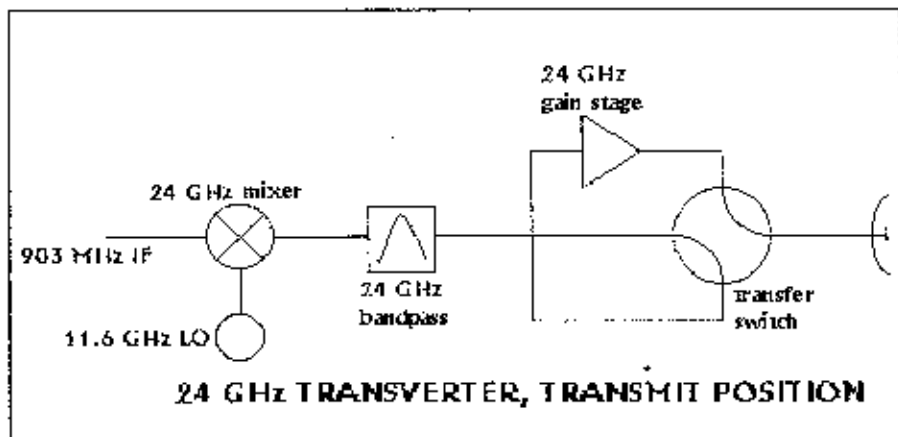 24 GHz
gain stage
24 GHz mixer
903 MHz IF
24 GHz
bandpass
transfer
switch
11.6 GHz LO
24 GHz TRANSVERTER, TRANSMIT POSITION